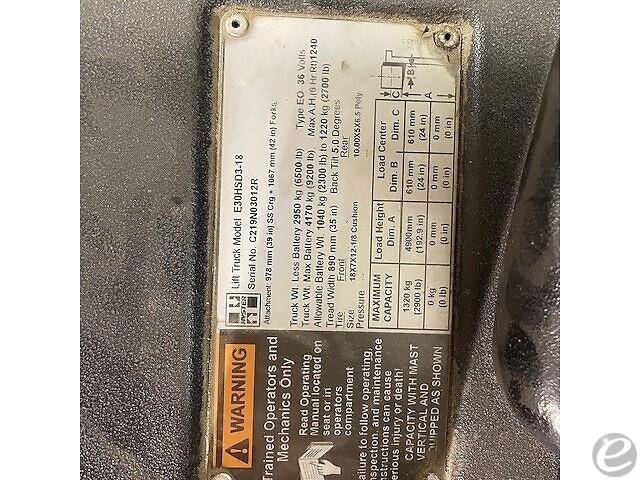 HYSTER
Lift Truck Model E30HSD3-18
Serial No. C219N03012R
Attachment: 978 mm (39 in) SS Crg + 1067 mm (42 in) Forks.
Truck Wt. Less Battery 2950 kg (6500 lb) Type EO 36 Volts
Truck Wt. Max Battery 4170 kg (9200 lb) Max A.H.(6 Hr Rt)1240
Allowable Battery Wt. 1040 kg (2300 lb) to 1220 kg (2700 lb)
Tread Width 890 mm (35 in) Back Tilt 5.0 Degrees
Tire Front Rear
Size 18X7X12-1/8 Cushion 10.00X5X6.5 Poly
Pressure
C B A
MAXIMUM CAPACITY Load Height Dim. A Load Center Dim. B Dim. C
1320 kg (2900 lb) 4900mm (192.9 in) 610 mm (24 in) 610 mm (24 in)
0 kg (0 lb) 0 mm (0 in) 0 mm (0 in) 0 mm (0 in)
WARNING
Trained Operators and
Mechanics Only
Read Operating
Manual located on
seat or in
operators
compartment
Failure to follow operating,
inspection, and maintenance
instructions can cause
serious injury or death!
CAPACITY WITH MAST
VERTICAL AND
EQUIPPED AS SHOWN